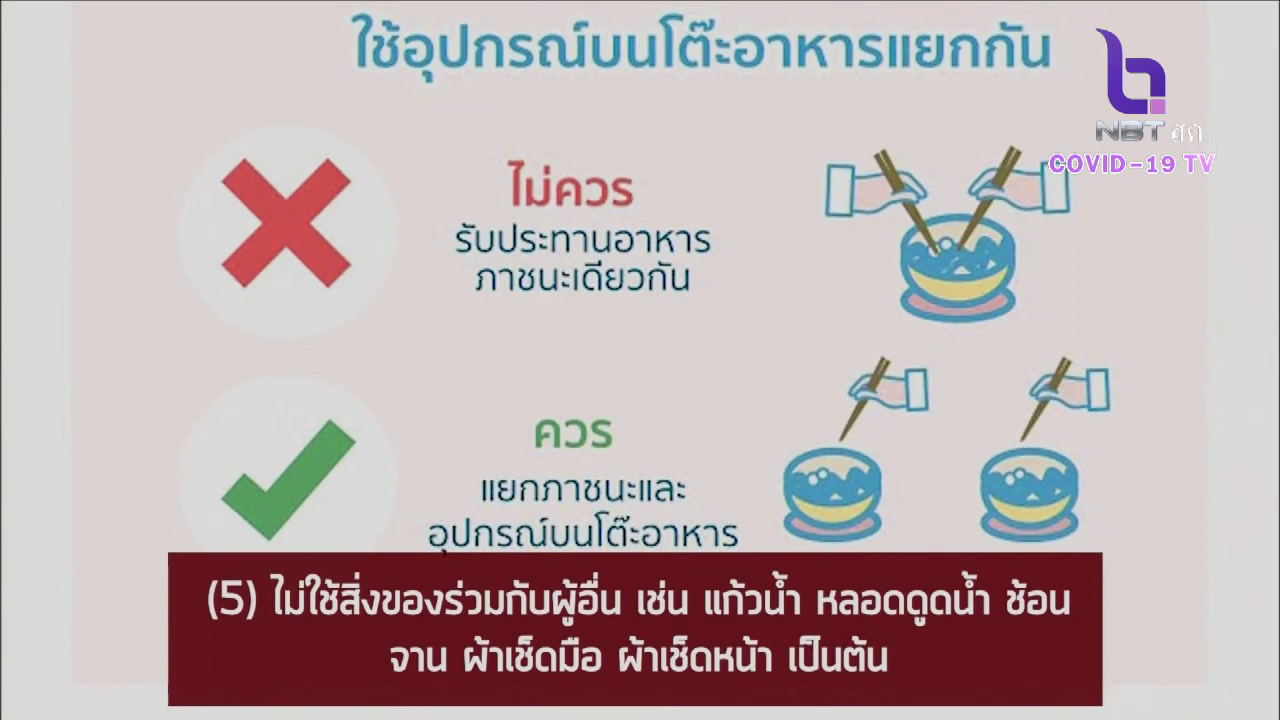 ใช้อุปกรณ์บนโต๊ะอาหารแยกกัน
NBT สด
COVID-19 TV
ไม่ควร
รับประทานอาหาร
ภาชนะเดียวกัน
ควร
แยกภาชนะและ
อุปกรณ์บนโต๊ะอาหาร
(5) ไม่ใช้สิ่งของร่วมกับผู้อื่น เช่น แก้วน้ำ หลอดดูดน้ำ ช้อน
จาน ผ้าเช็ดมือ ผ้าเช็ดหน้า เป็นต้น